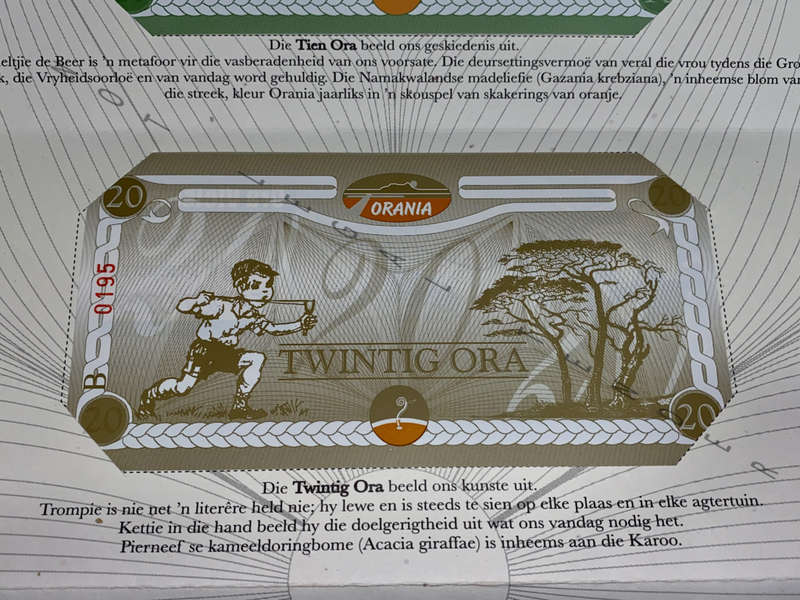 Die Tien Ora beeld ons geskiedenis uit.
eltjie de Beer is 'n metafoor vir die vasberadenheid van ons voorsate. Die deursettingsvermoë van veral die vrou tydens die Gro
k, die Vryheidsoorloë en van vandag word gehuldig. Die Namakwalandse madeliefie (Gazania krebziana), 'n inheemse blom van
die streek, kleur Orania jaarliks in 'n skouspel van skakerings van oranje.
20
20
ORANIA
B 0195
20
TWINTIG ORA
20
20
Die Twintig Ora beeld ons kunste uit.
Trompie is nie net 'n literêre held nie; hy lewe en is steeds te sien op elke plaas en in elke agtertuin.
Kettie in die hand beeld hy die doelgerigtheid uit wat ons vandag nodig het.
Pierneef se kameeldoringbome (Acacia giraffae) is inheems aan die Karoo.